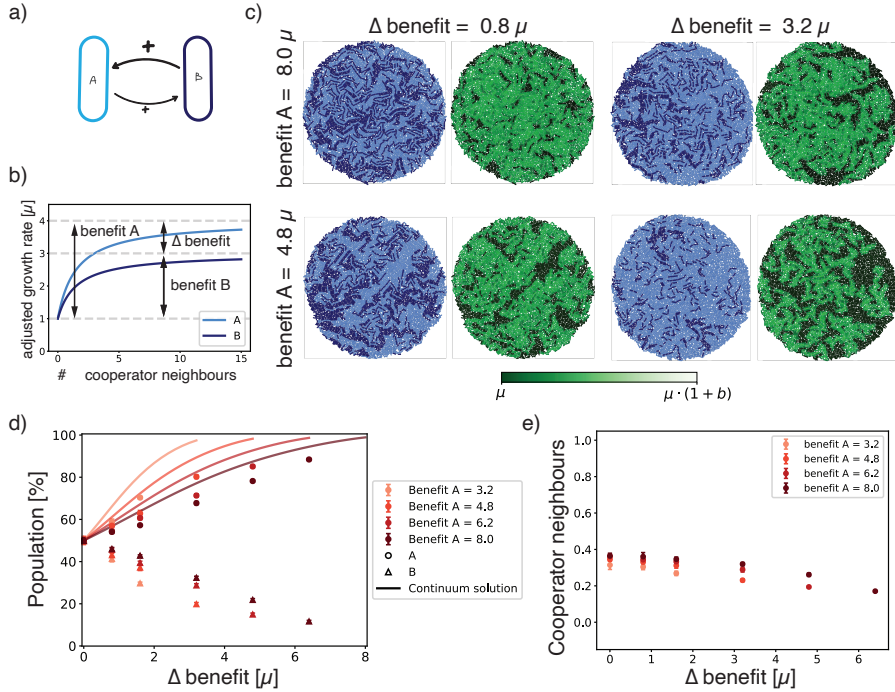 a)
+
A
B
+
b)
adjusted growth rate [μ]
4
3
2
1
0
benefit A
Δ benefit
benefit B
A
B
0
5
10
15
# cooperator neighbours
c)
Δ benefit = 0.8 μ
Δ benefit = 3.2 μ
benefit A = 8.0 μ
benefit A = 4.8 μ
μ
μ·(1+b)
d)
Population [%]
100
80
60
40
20
0
0
2
4
6
8
Δ benefit [μ]
Benefit A = 3.2
Benefit A = 4.8
Benefit A = 6.2
Benefit A = 8.0
A
B
Continuum solution
e)
Cooperator neighbours
1.0
0.8
0.6
0.4
0.2
0.0
0
1
2
3
4
5
6
Δ benefit [μ]
benefit A = 3.2
benefit A = 4.8
benefit A = 6.2
benefit A = 8.0